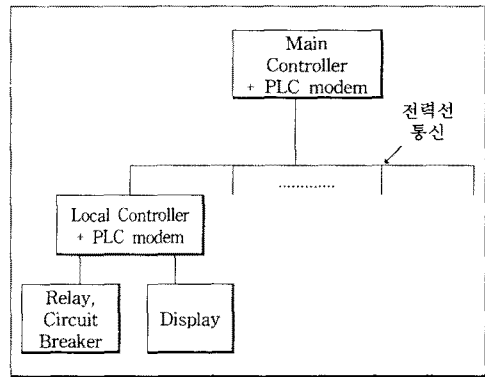 Main
Controller
+ PLC modem
전력선
통신
.............
Local Controller
+ PLC modem
Relay,
Circuit
Breaker
Display